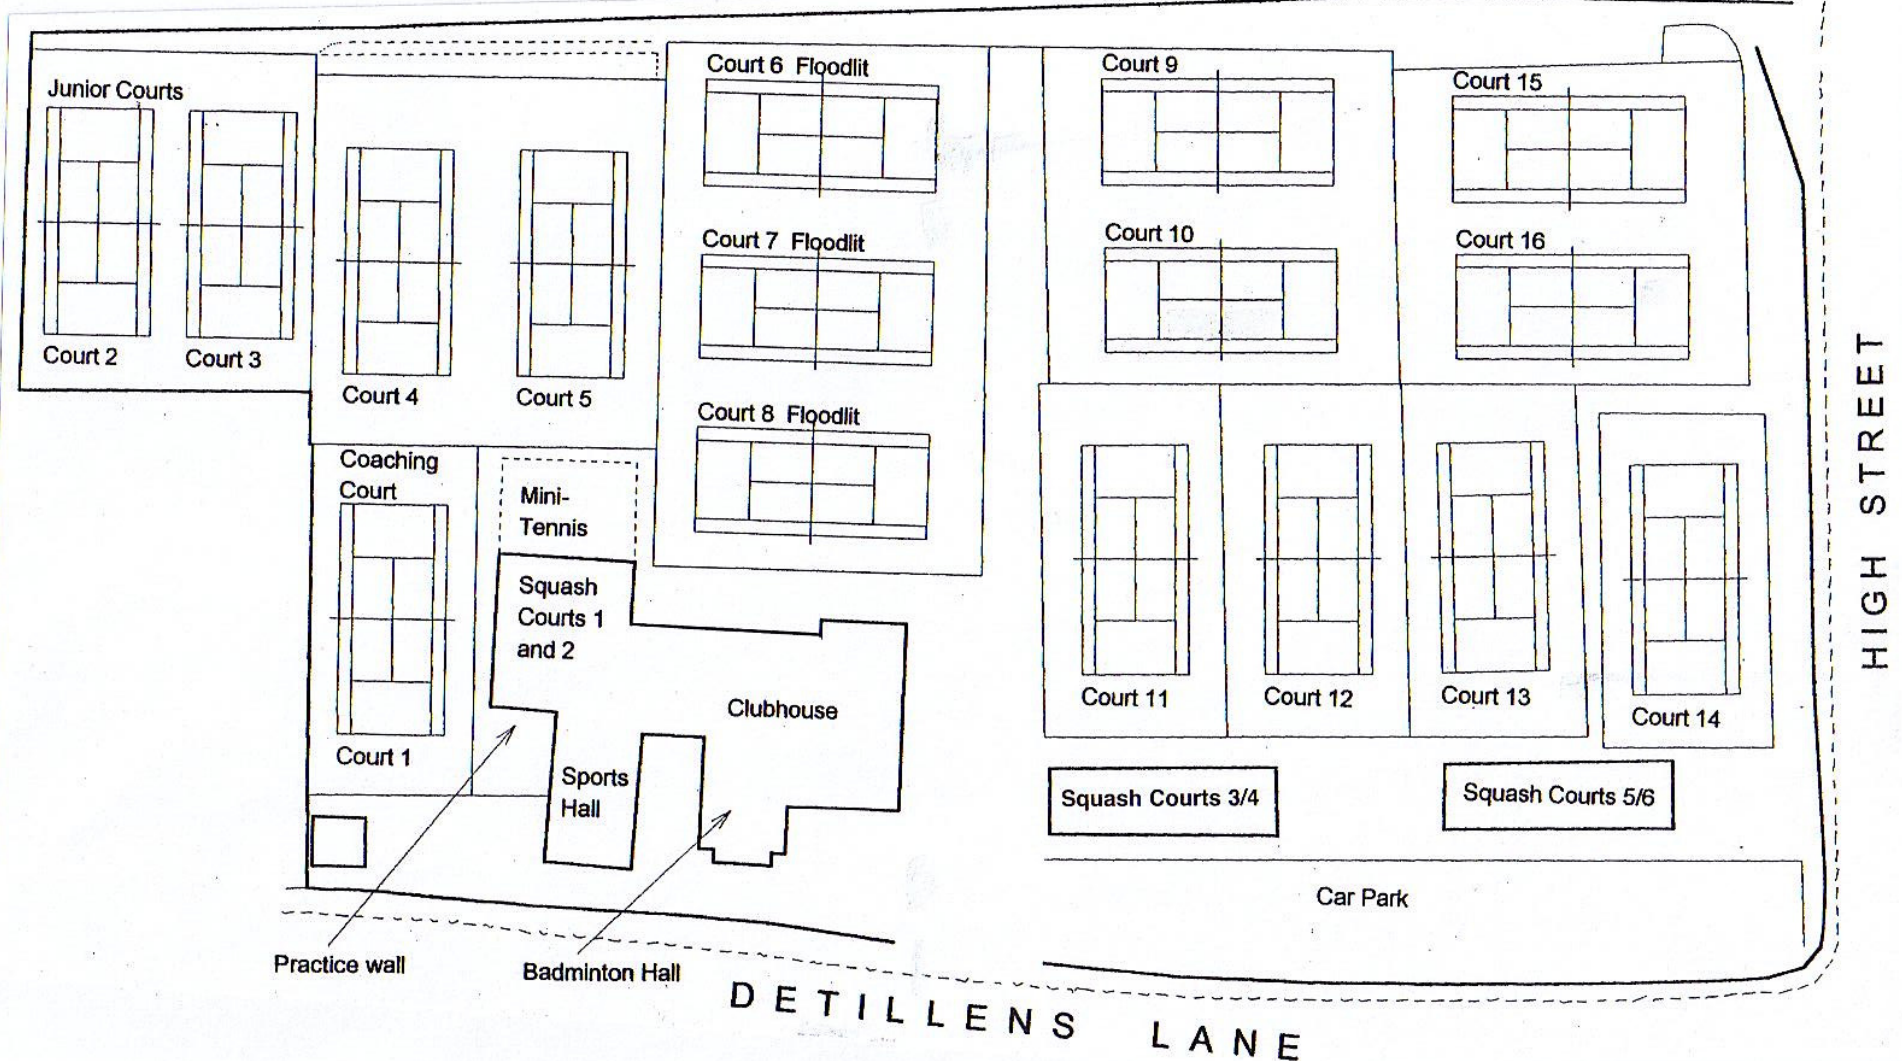 Junior Courts
Court 2
Court 3
Court 4
Court 5
Court 6 Floodlit
Court 7 Floodlit
Court 8 Floodlit
Court 9
Court 10
Court 15
Court 16
Coaching
Court
Court 1
Mini-
Tennis
Squash
Courts 1
and 2
Clubhouse
Sports
Hall
Court 11
Court 12
Court 13
Court 14
Squash Courts 3/4
Squash Courts 5/6
Car Park
Practice wall
Badminton Hall
DETILLENS LANE
HIGH STREET